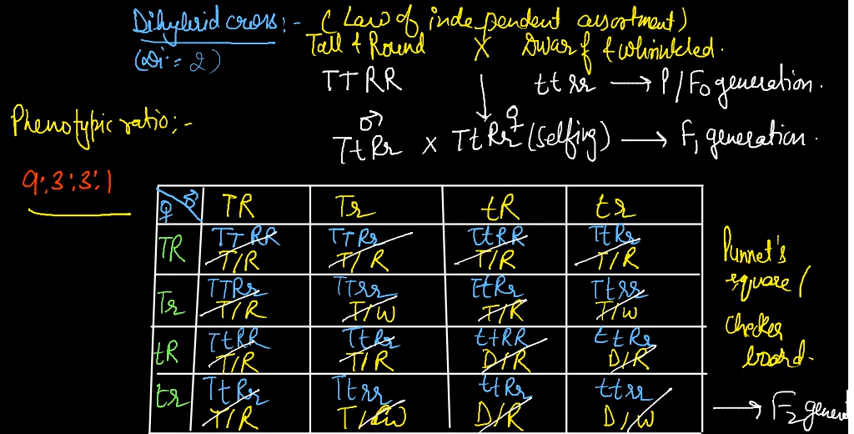 Dihybrid cross:- (Law of independent assortment)
(Di = 2) Tall & Round X Dwarf & whrinkled.
TTRR ttrr → P/F0 generation.
Phenotypic ratio:-
♂ ♀
TtRr x TtRr (selfing) → F1 generation.
9:3:3:1
♀ ♂ TR Tr tR tr
TR TTRR TTRr TtRR TtRr
T/R T/R T/R T/R
Tr TTRr TTrr TtRr Ttrr
T/R T/W T/R T/W
tR TtRR TtRr ttRR ttRr
T/R T/R D/R D/R
tr TtRr Ttrr ttRr ttrr
T/R T/W D/R D/W
Punnet's
square /
checker
board.
→ F2 gener